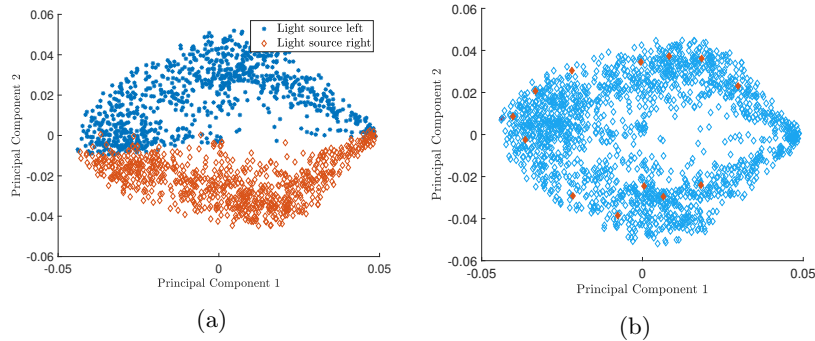 0.06
0.04
0.02
0
-0.02
-0.04
-0.06
Principal Component 2
-0.05
0
0.05
Principal Component 1
Light source left
Light source right
(a)
0.06
0.04
0.02
0
-0.02
-0.04
-0.06
Principal Component 2
-0.05
0
0.05
Principal Component 1
(b)